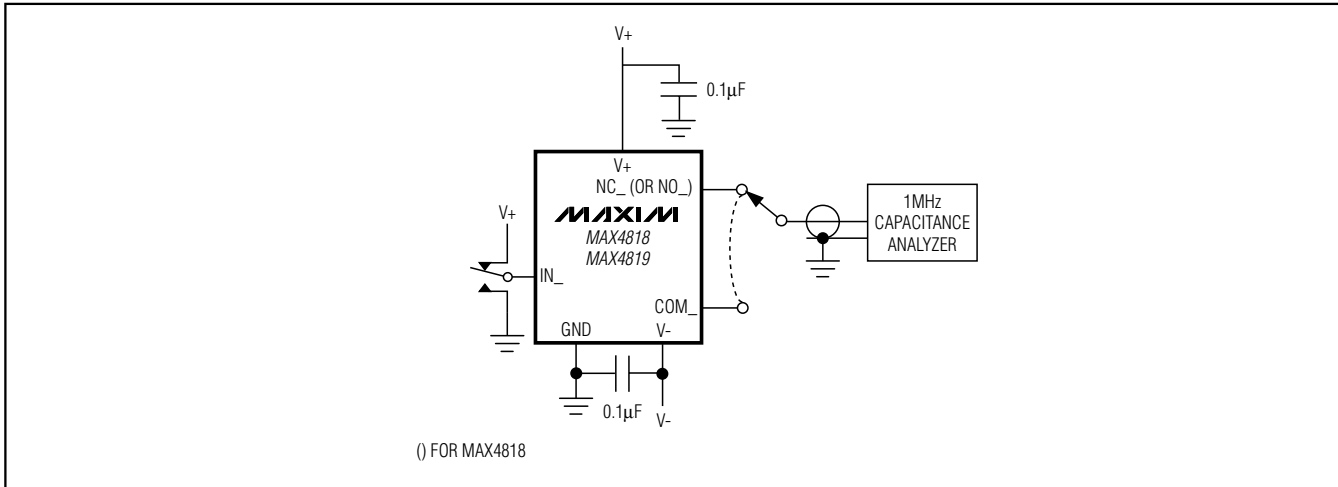 V+
0.1µF
V+
NC_ (OR NO_)
V+
MAXIM
MAX4818
MAX4819
IN_
COM_
GND
V-
0.1µF
V-
1MHz
CAPACITANCE
ANALYZER
() FOR MAX4818